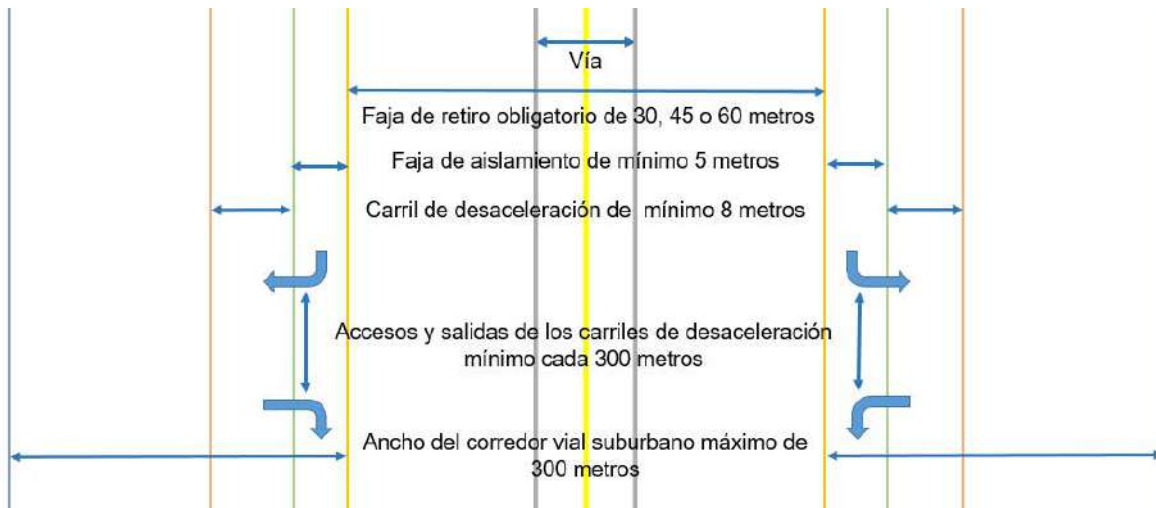 Vía
Faja de retiro obligatorio de 30, 45 o 60 metros
Faja de aislamiento de mínimo 5 metros
Carril de desaceleración de mínimo 8 metros
Accesos y salidas de los carriles de desaceleración
mínimo cada 300 metros
Ancho del corredor vial suburbano máximo de
300 metros